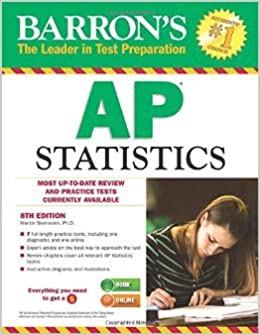 BARRON'S
The Leader in Test Preparation
STUDENTS'
#1
CHOICE
AP
STATISTICS
MOST UP-TO-DATE REVIEW
AND PRACTICE TESTS
CURRENTLY AVAILABLE
8TH EDITION
Martin Sternstein, Ph.D.
• 7 full-length practice tests, including one
diagnostic and one online
• Expert advice on the best way to approach the test
• Review chapters cover all relevant AP Statistics
topics
• Instructive diagrams and illustrations
Everything you need
to get a 5
BOOK
ONLINE